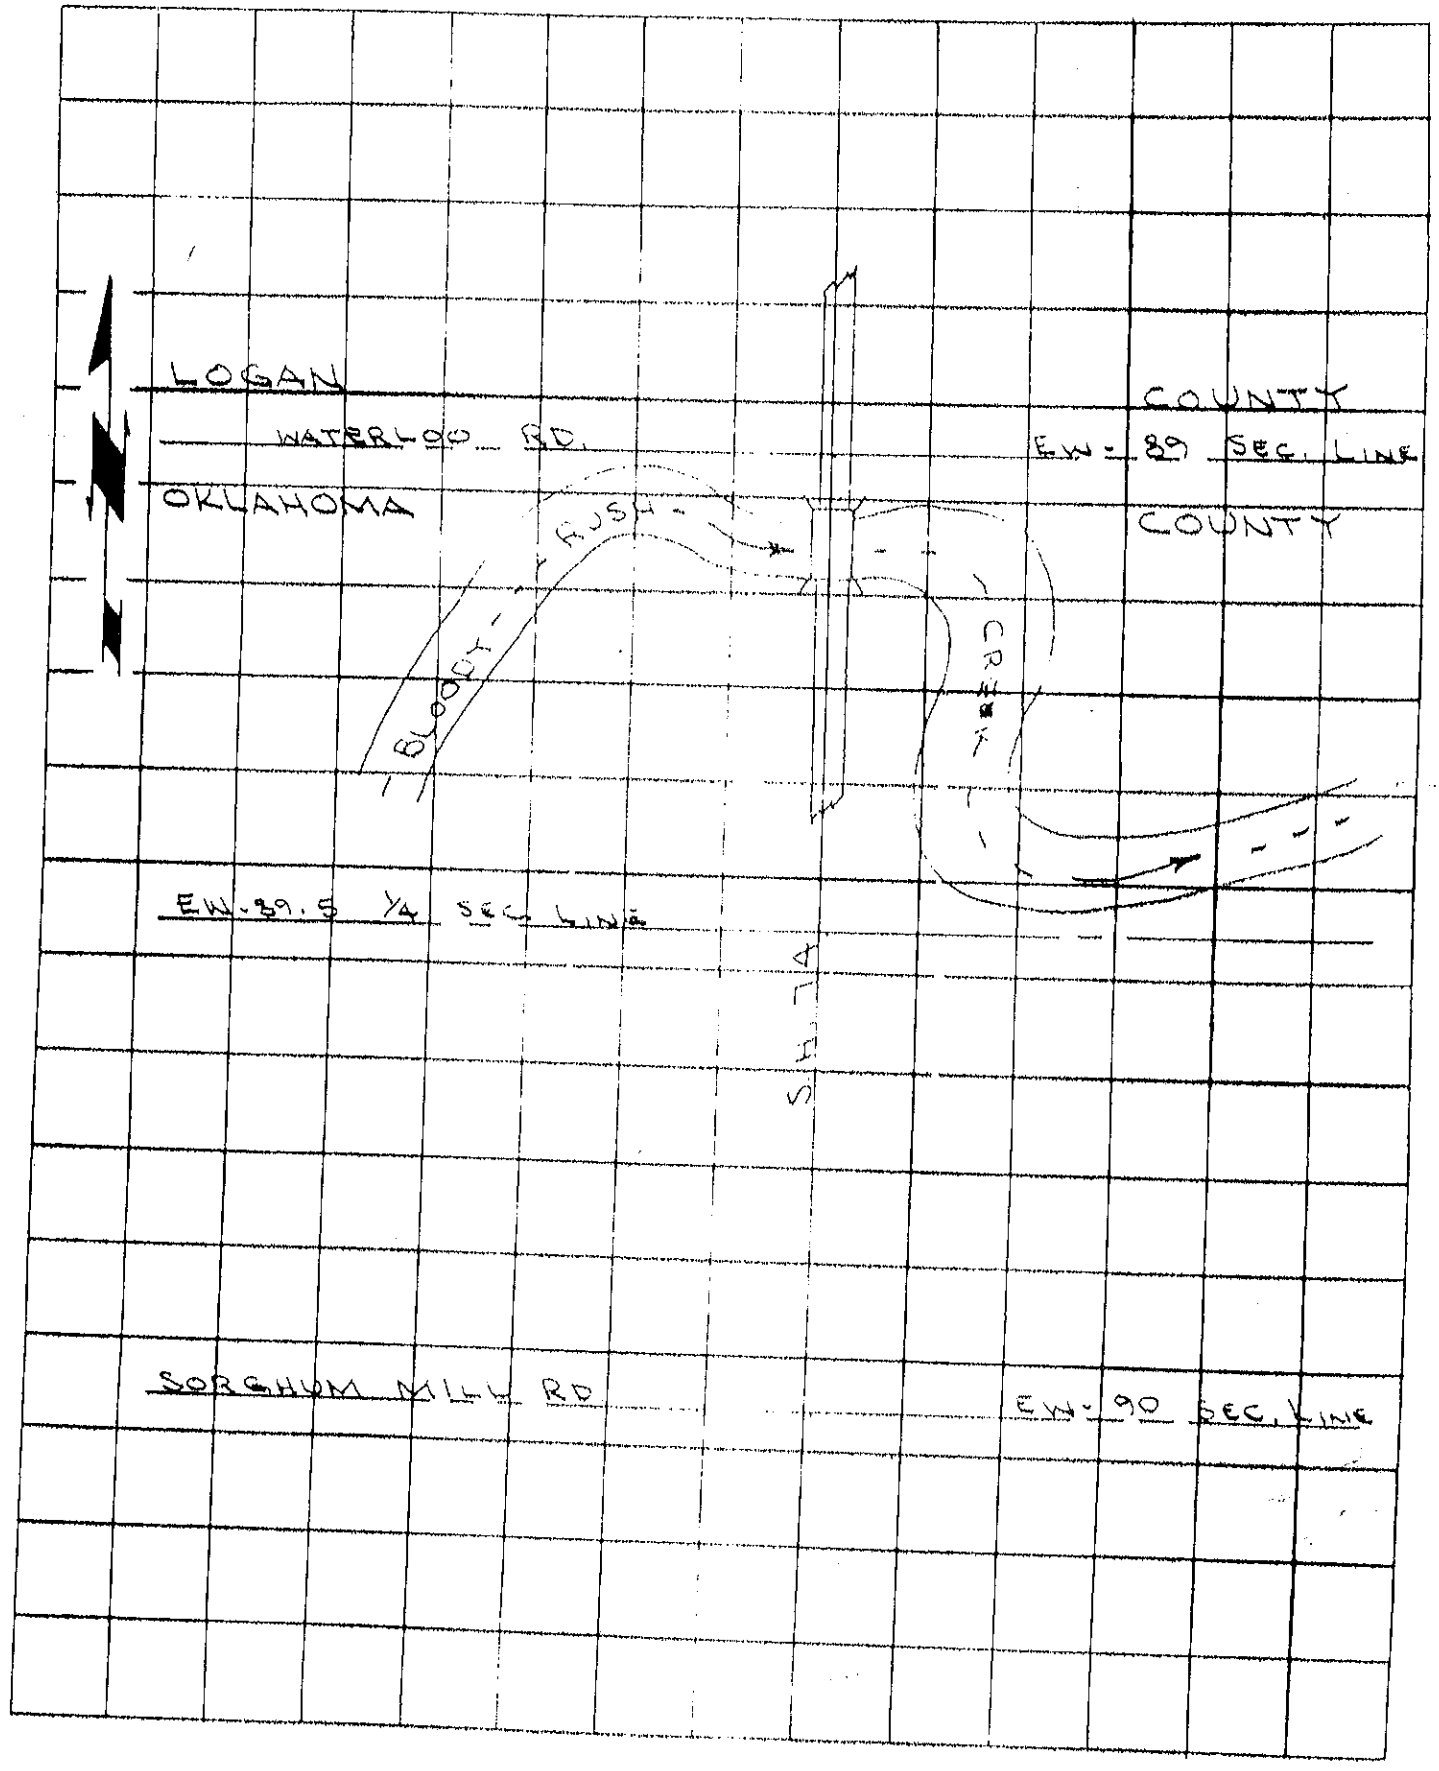 N
LOGAN COUNTY
WATERLOO RD. EW-89 SEC. LINE
OKLAHOMA COUNTY
BLOODY RUSH CREEK
EW-89.5 1/4 SEC. LINE
S.H. 74
SORGHUM MILL RD EW-90 SEC. LINE